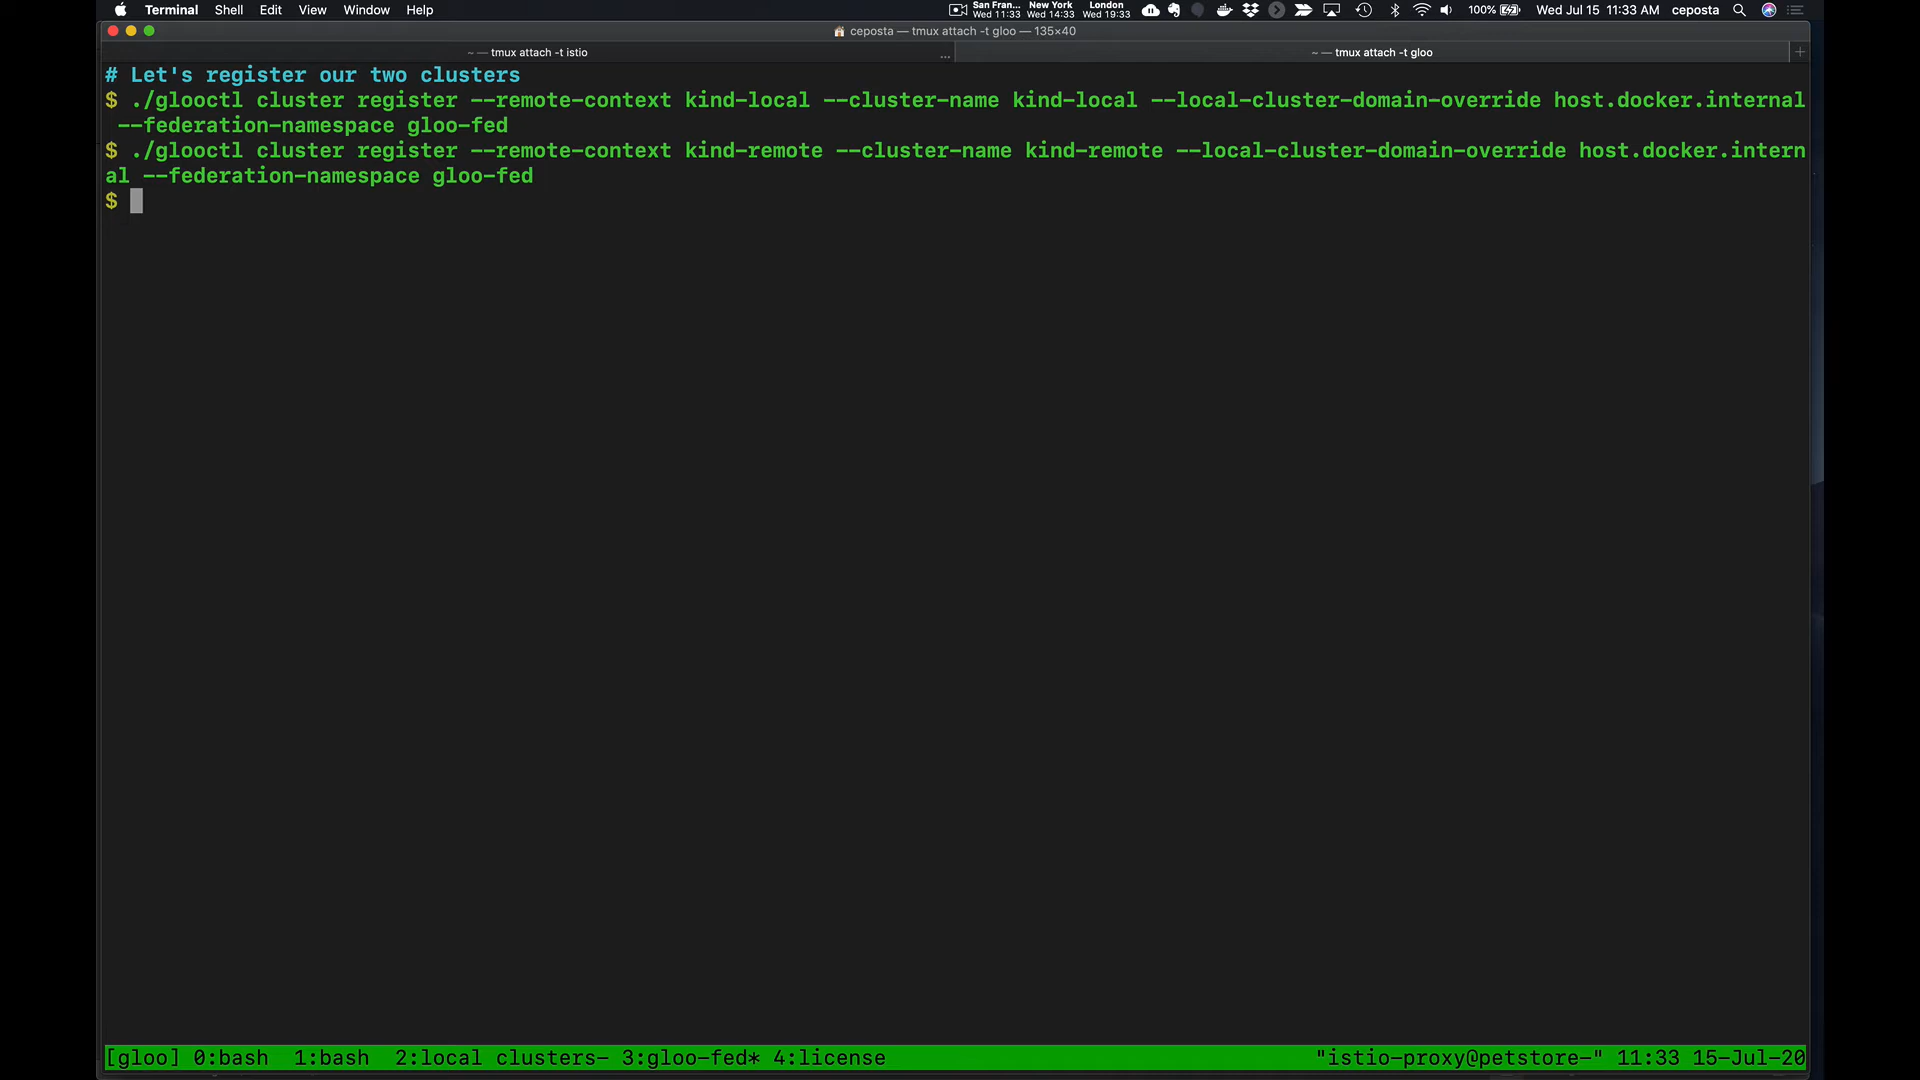 Terminal Shell Edit View Window Help San Fran... Wed 11:33 New York Wed 14:33 London Wed 19:33 100% Wed Jul 15 11:33 AM ceposta
ceposta — tmux attach -t gloo — 135×40
~ — tmux attach -t istio ... ~ — tmux attach -t gloo +
# Let's register our two clusters
$ ./glooctl cluster register --remote-context kind-local --cluster-name kind-local --local-cluster-domain-override host.docker.internal
--federation-namespace gloo-fed
$ ./glooctl cluster register --remote-context kind-remote --cluster-name kind-remote --local-cluster-domain-override host.docker.intern
al --federation-namespace gloo-fed
$
[gloo] 0:bash 1:bash 2:local clusters- 3:gloo-fed* 4:license "istio-proxy@petstore-" 11:33 15-Jul-20